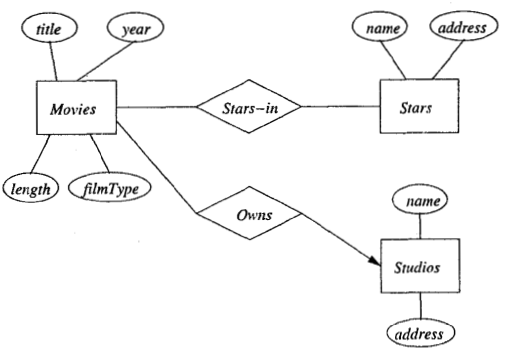 title
year
name
address
Movies
Stars-in
Stars
length
filmType
name
Owns
Studios
address